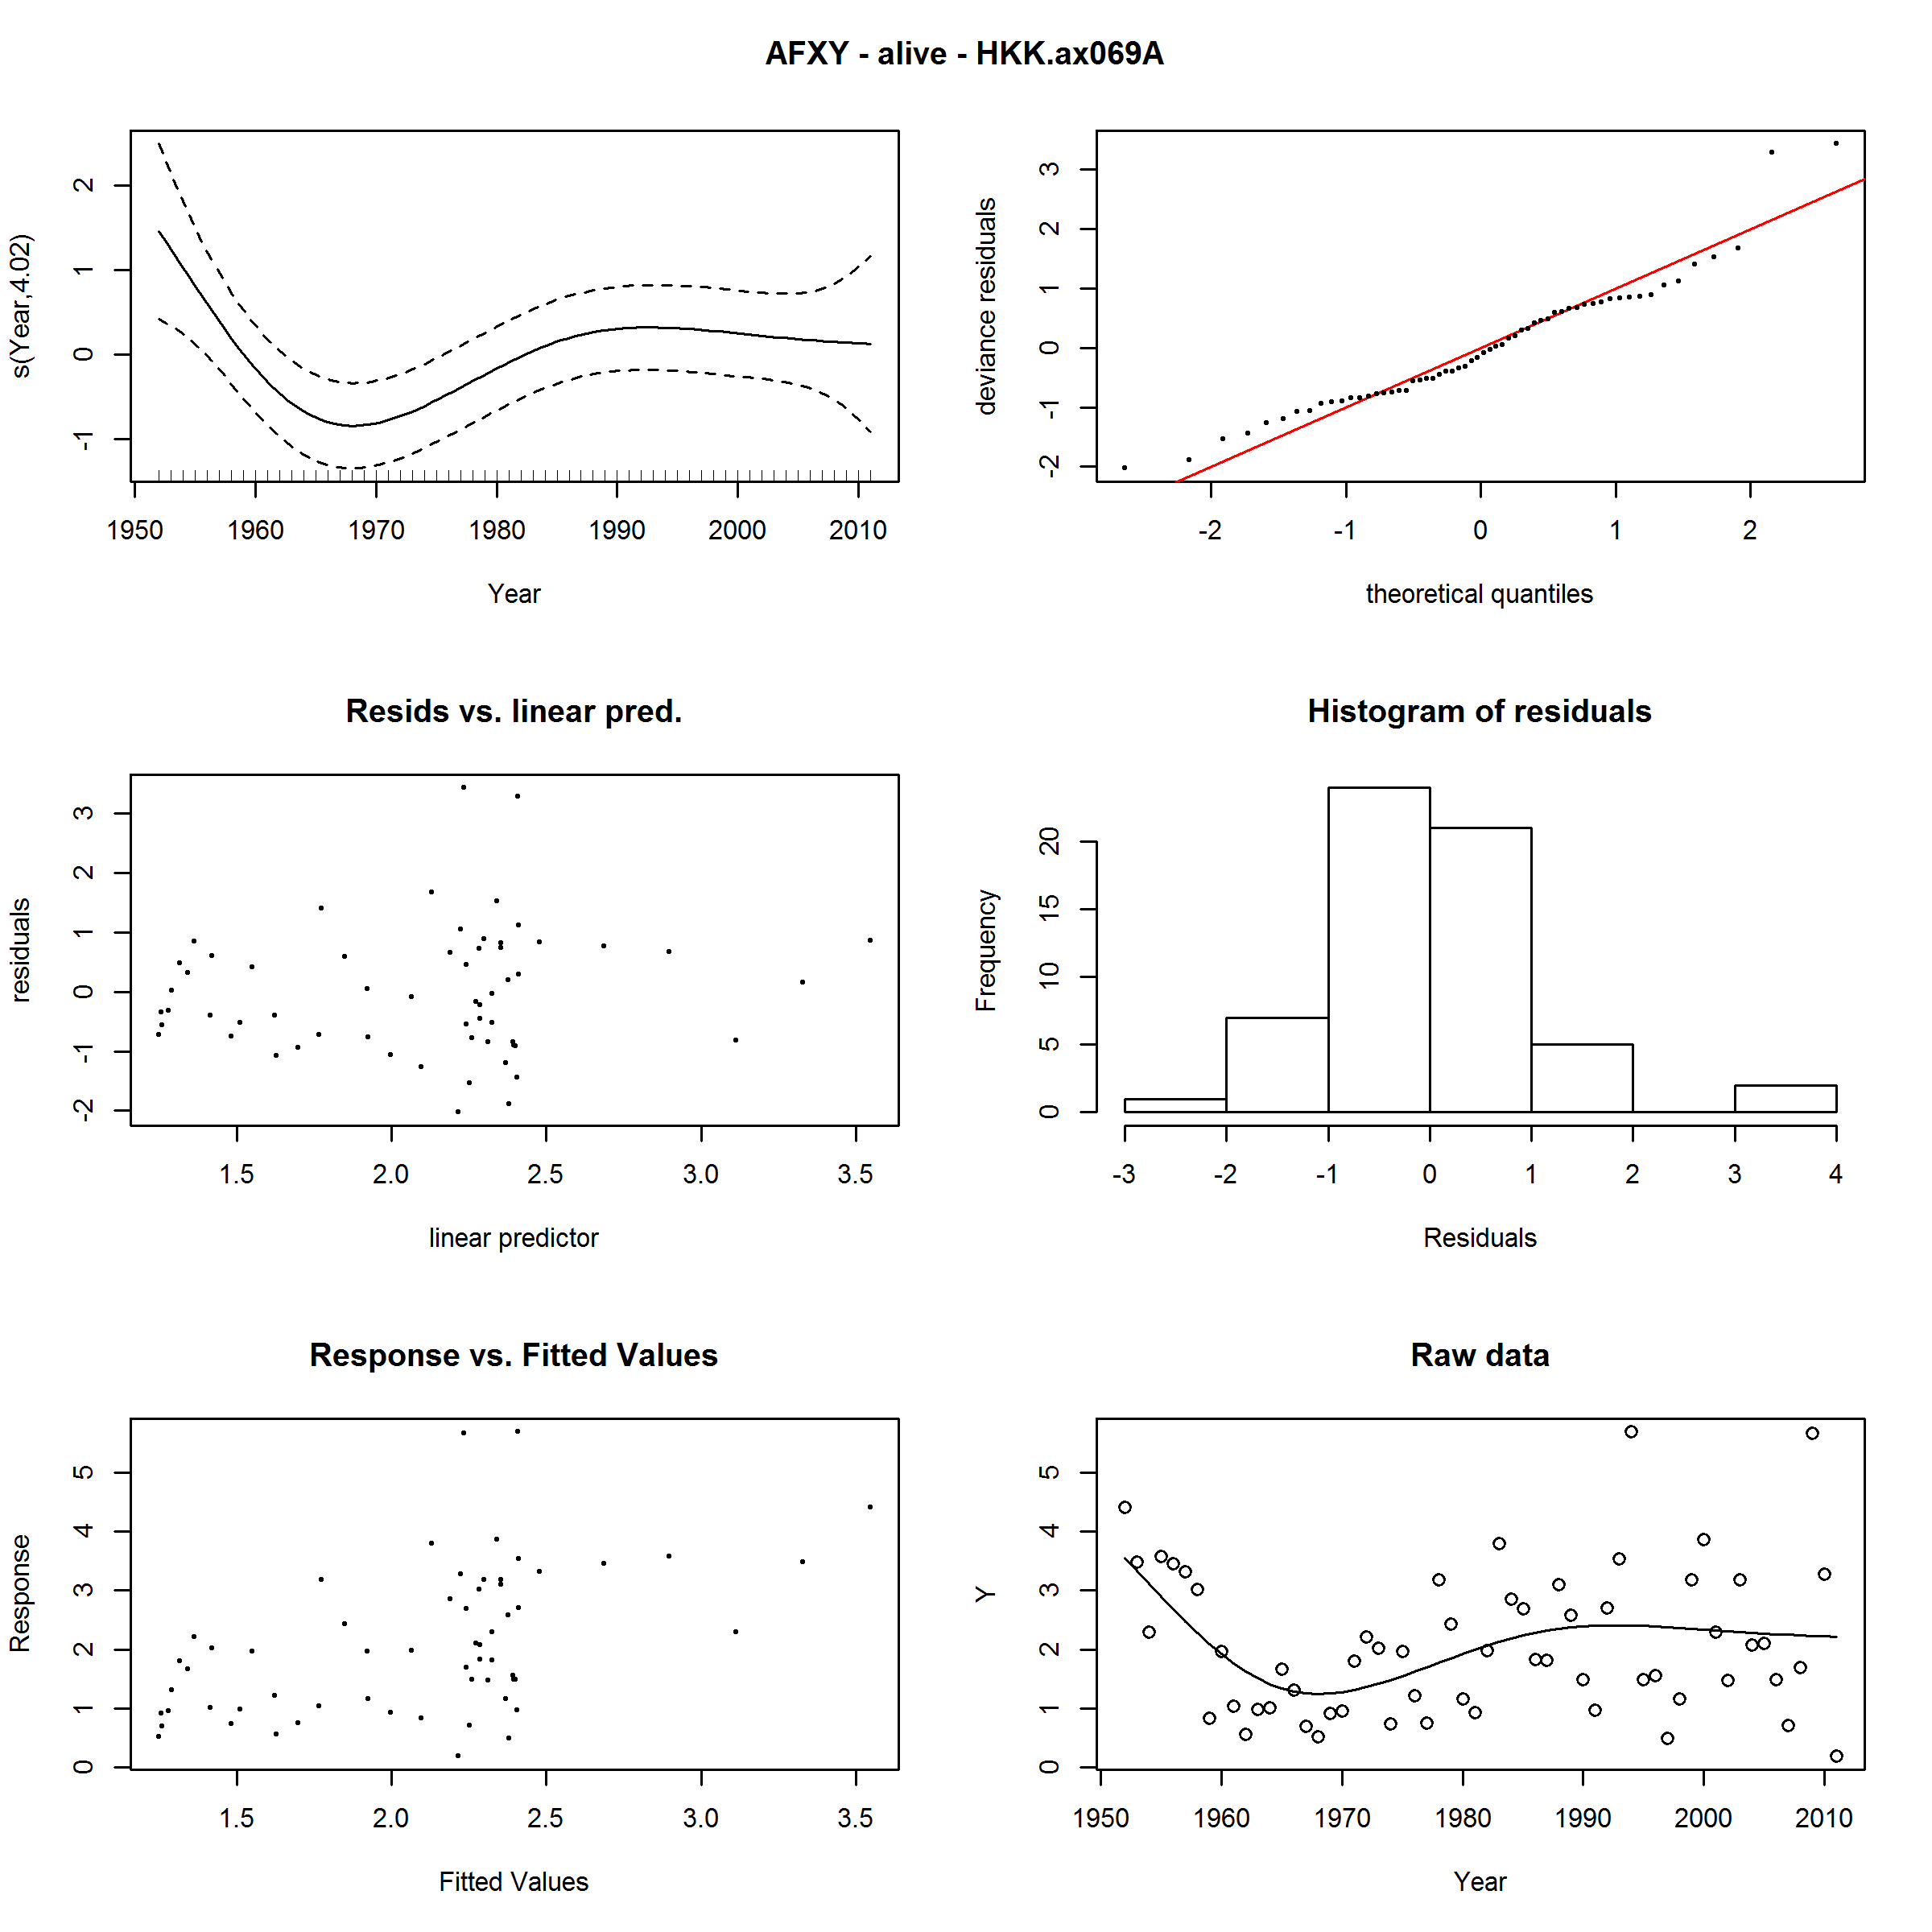 AFXY - alive - HKK.ax069A
s(Year,4.02)
2
1
0
-1
1950 1960 1970 1980 1990 2000 2010
Year
deviance residuals
3
2
1
0
-1
-2
-2 -1 0 1 2
theoretical quantiles
Resids vs. linear pred.
residuals
3
2
1
0
-1
-2
1.5 2.0 2.5 3.0 3.5
linear predictor
Histogram of residuals
Frequency
20
15
10
5
0
-3 -2 -1 0 1 2 3 4
Residuals
Response vs. Fitted Values
Response
5
4
3
2
1
0
1.5 2.0 2.5 3.0 3.5
Fitted Values
Raw data
Y
5
4
3
2
1
0
1950 1960 1970 1980 1990 2000 2010
Year